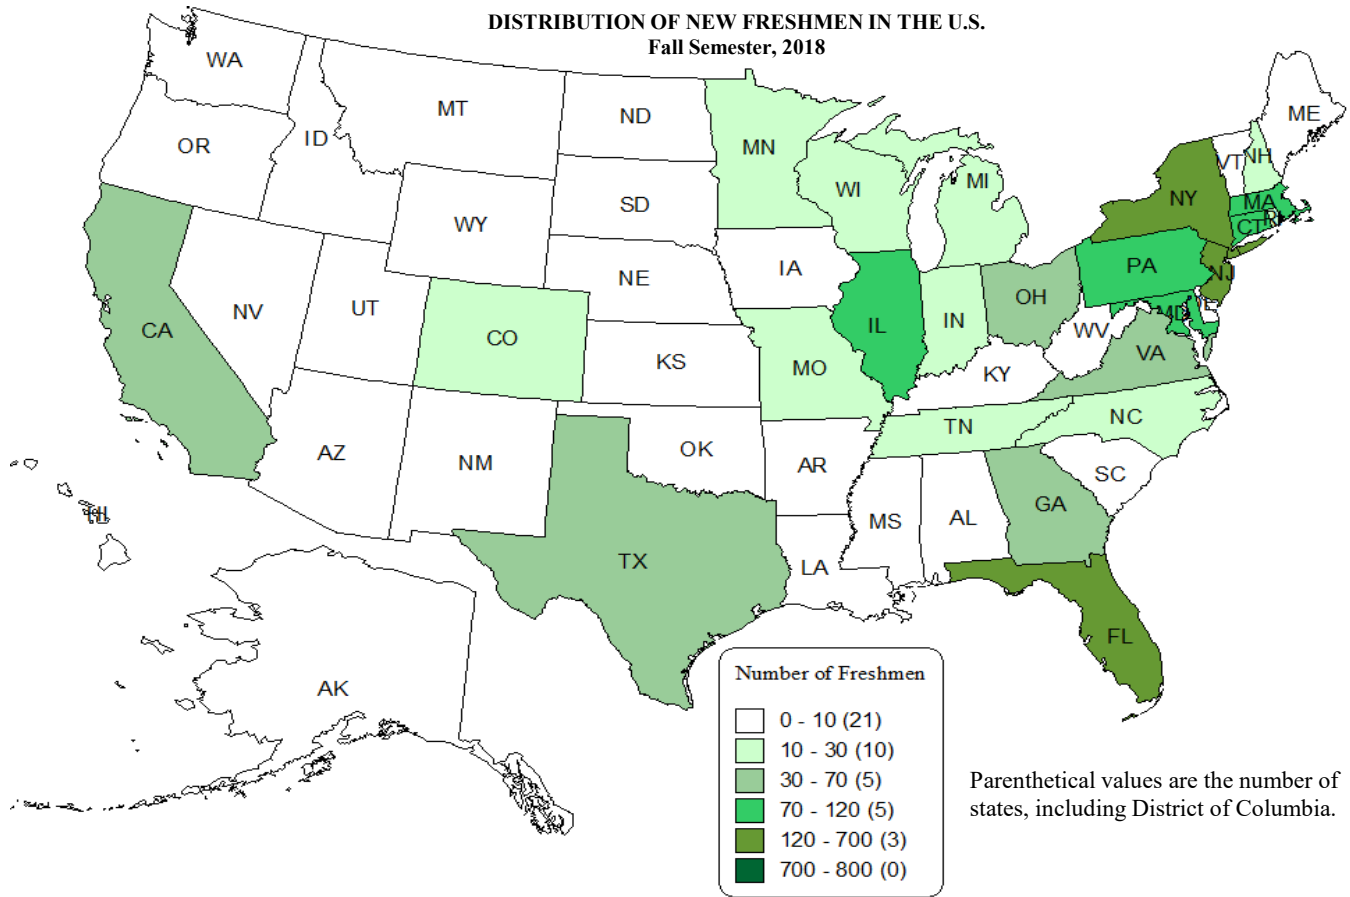 DISTRIBUTION OF NEW FRESHMEN IN THE U.S.
Fall Semester, 2018
WA
MT
ND
ME
OR
ID
MN
VT
NH
WI
MI
NY
MA
WY
SD
CT
RI
IA
PA
NJ
NE
OH
NV
UT
IL
IN
MD
CA
CO
WV
VA
KS
MO
KY
TN
NC
AZ
NM
OK
AR
SC
MS
AL
GA
HI
TX
LA
FL
AK
Number of Freshmen
0 - 10 (21)
10 - 30 (10)
30 - 70 (5)
70 - 120 (5)
120 - 700 (3)
700 - 800 (0)
Parenthetical values are the number of
states, including District of Columbia.